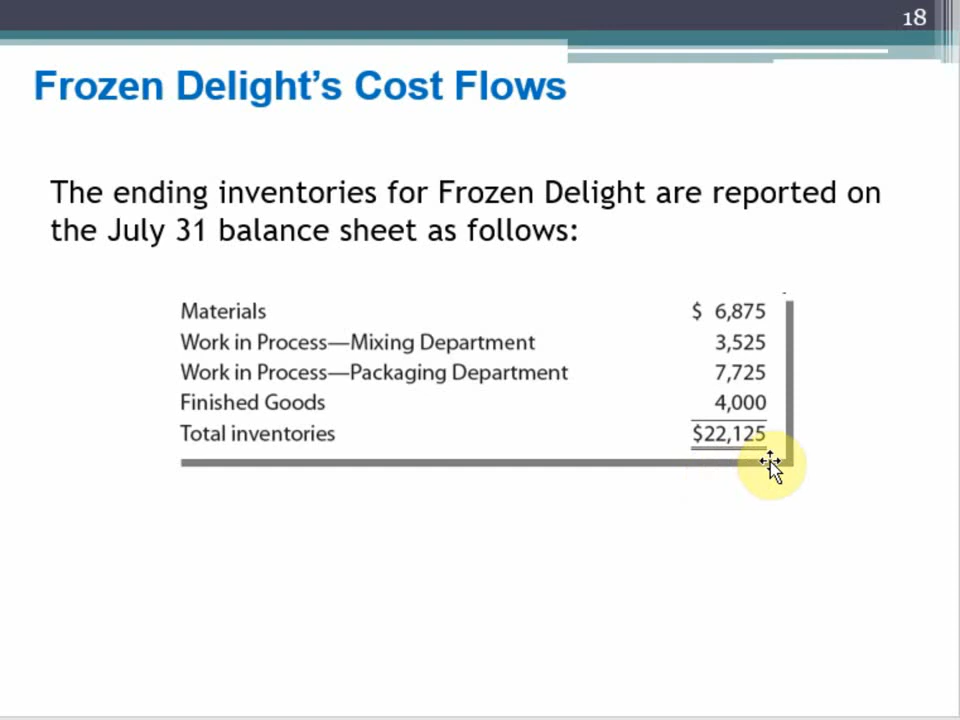 18
Frozen Delight's Cost Flows
The ending inventories for Frozen Delight are reported on
the July 31 balance sheet as follows:
Materials $ 6,875
Work in Process—Mixing Department 3,525
Work in Process—Packaging Department 7,725
Finished Goods 4,000
Total inventories $22,125